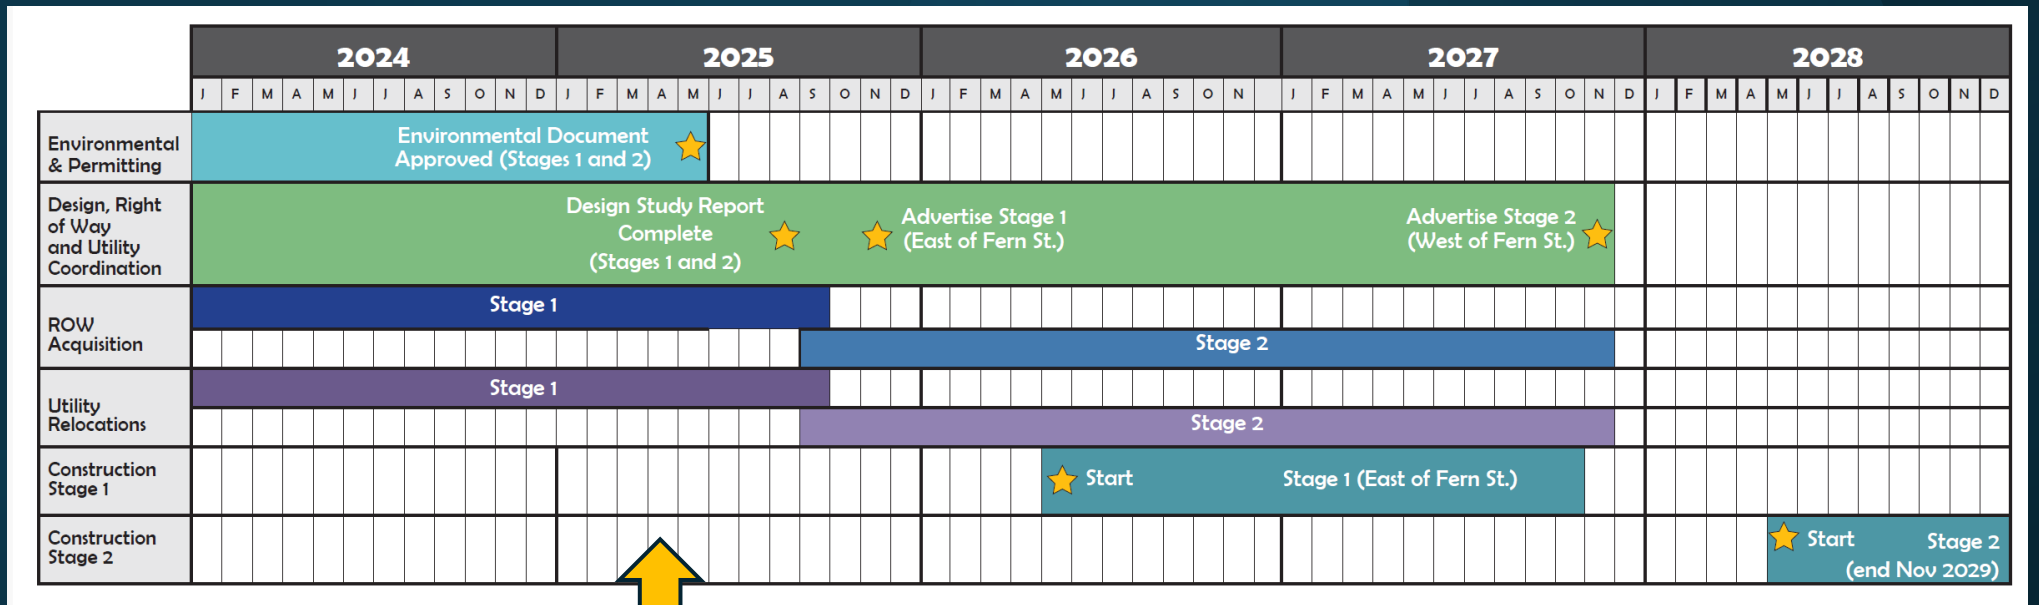 2024 2025 2026 2027 2028
J F M A M J J A S O N D J F M A M J J A S O N D J F M A M J J A S O N J F M A M J J A S O N D J F M A M J J A S O N D
Environmental
& Permitting
Environmental Document
Approved (Stages 1 and 2)
Design, Right
of Way
and Utility
Coordination
Design Study Report
Complete
(Stages 1 and 2)
Advertise Stage 1
(East of Fern St.)
Advertise Stage 2
(West of Fern St.)
ROW
Acquisition
Stage 1
Stage 2
Utility
Relocations
Stage 1
Stage 2
Construction
Stage 1
Start
Stage 1 (East of Fern St.)
Construction
Stage 2
Start
Stage 2
(end Nov 2029)